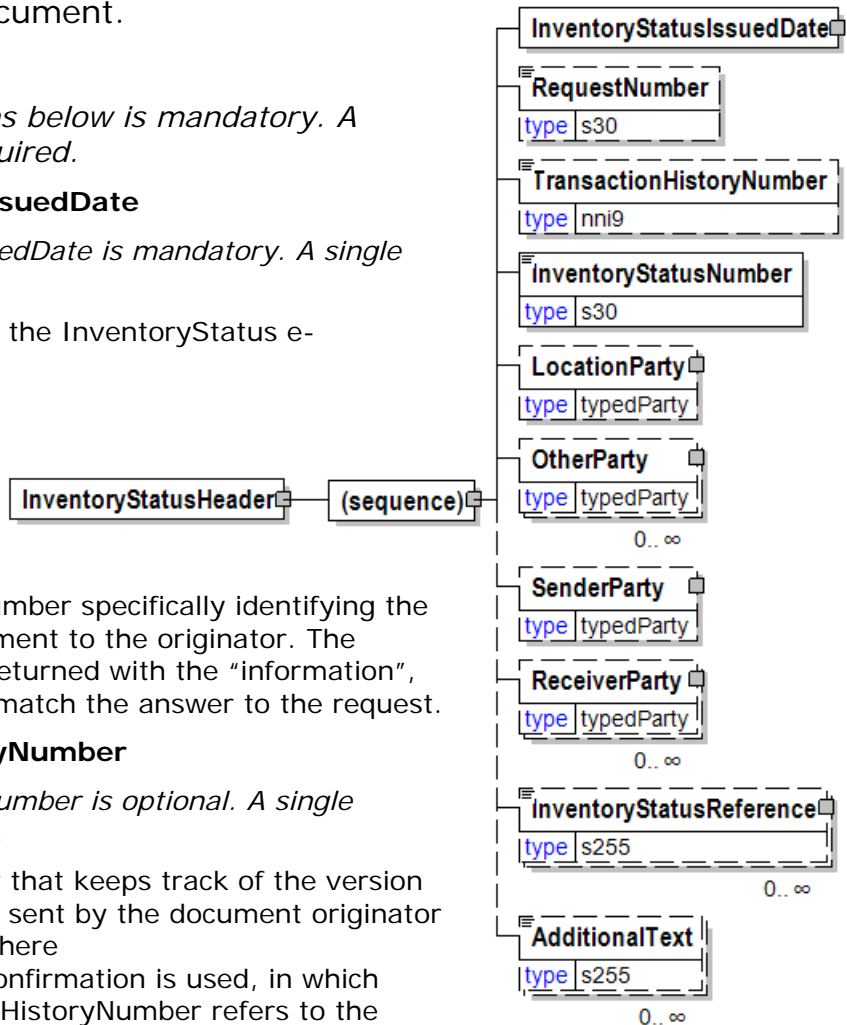 cument.
s below is mandatory. A
uired.
ssuedDate
edDate is mandatory. A single
the InventoryStatus e-
umber specifically identifying the
ment to the originator. The
eturned with the "information",
match the answer to the request.
yNumber
umber is optional. A single
that keeps track of the version
sent by the document originator
here
onfirmation is used, in which
HistoryNumber refers to the
InventoryStatusHeader
(sequence)
InventoryStatusIssuedDate
RequestNumber
type s30
TransactionHistoryNumber
type nni9
InventoryStatusNumber
type s30
LocationParty
type typedParty
OtherParty
type typedParty
0.. ∞
SenderParty
type typedParty
ReceiverParty
type typedParty
0.. ∞
InventoryStatusReference
type s255
0.. ∞
AdditionalText
type s255
0.. ∞